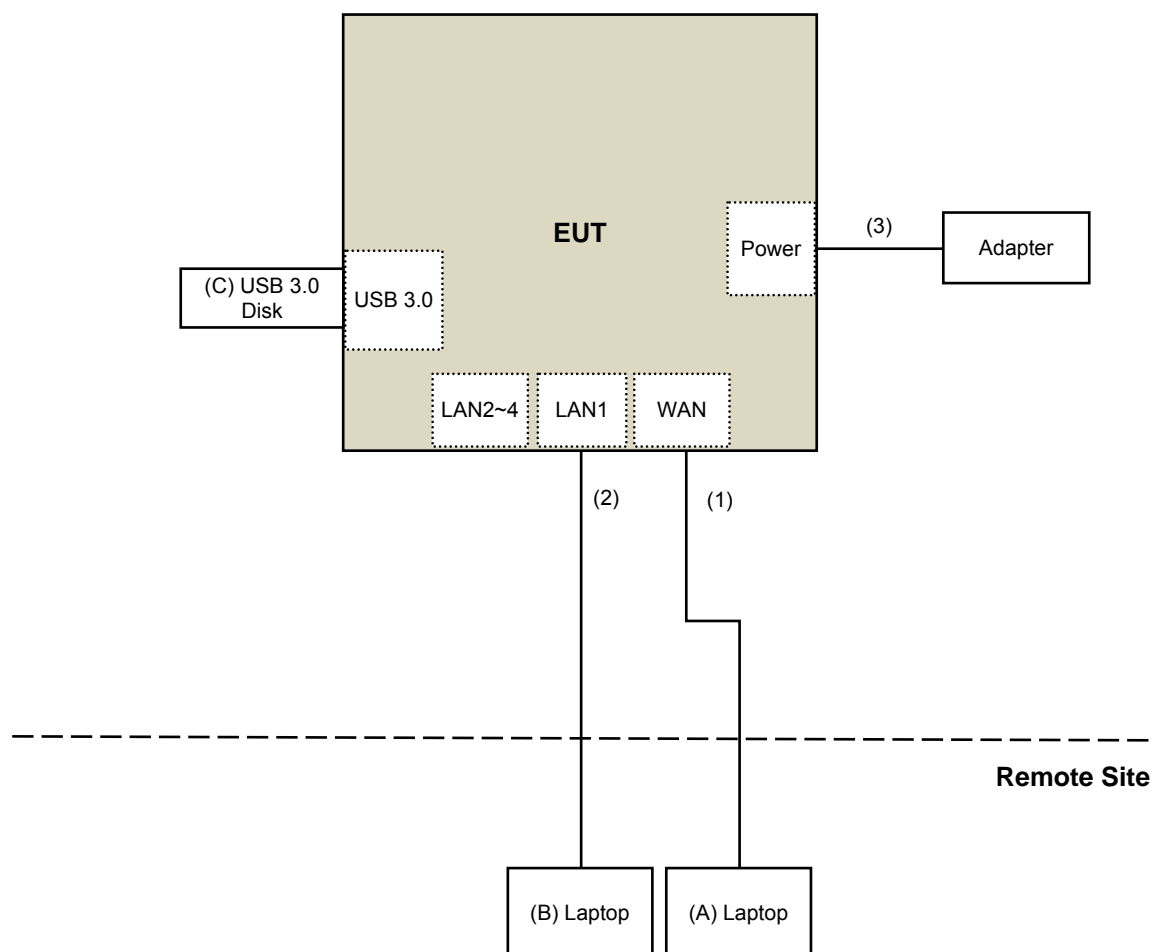 EUT
Power
(3)
Adapter
(C) USB 3.0
Disk
USB 3.0
LAN2~4
LAN1
WAN
(2)
(1)
Remote Site
(B) Laptop
(A) Laptop